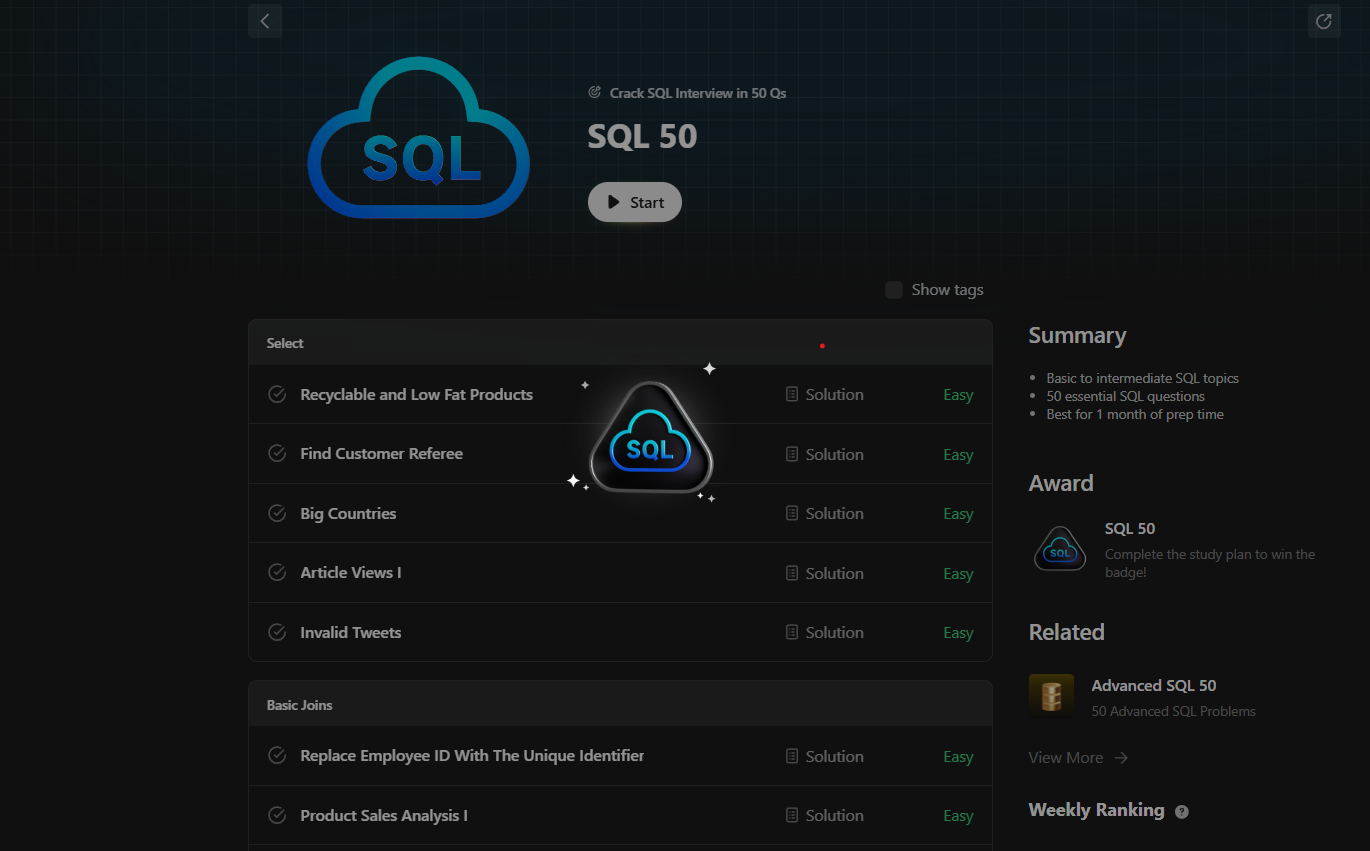 SQL
Crack SQL Interview in 50 Qs
SQL 50
Start
Show tags
Select
Recyclable and Low Fat Products Solution Easy
Find Customer Referee Solution Easy
Big Countries Solution Easy
Article Views I Solution Easy
Invalid Tweets Solution Easy
SQL
Basic Joins
Replace Employee ID With The Unique Identifier Solution Easy
Product Sales Analysis I Solution Easy
Summary
Basic to intermediate SQL topics
50 essential SQL questions
Best for 1 month of prep time
Award
SQL
SQL 50
Complete the study plan to win the
badge!
Related
Advanced SQL 50
50 Advanced SQL Problems
View More
Weekly Ranking ?